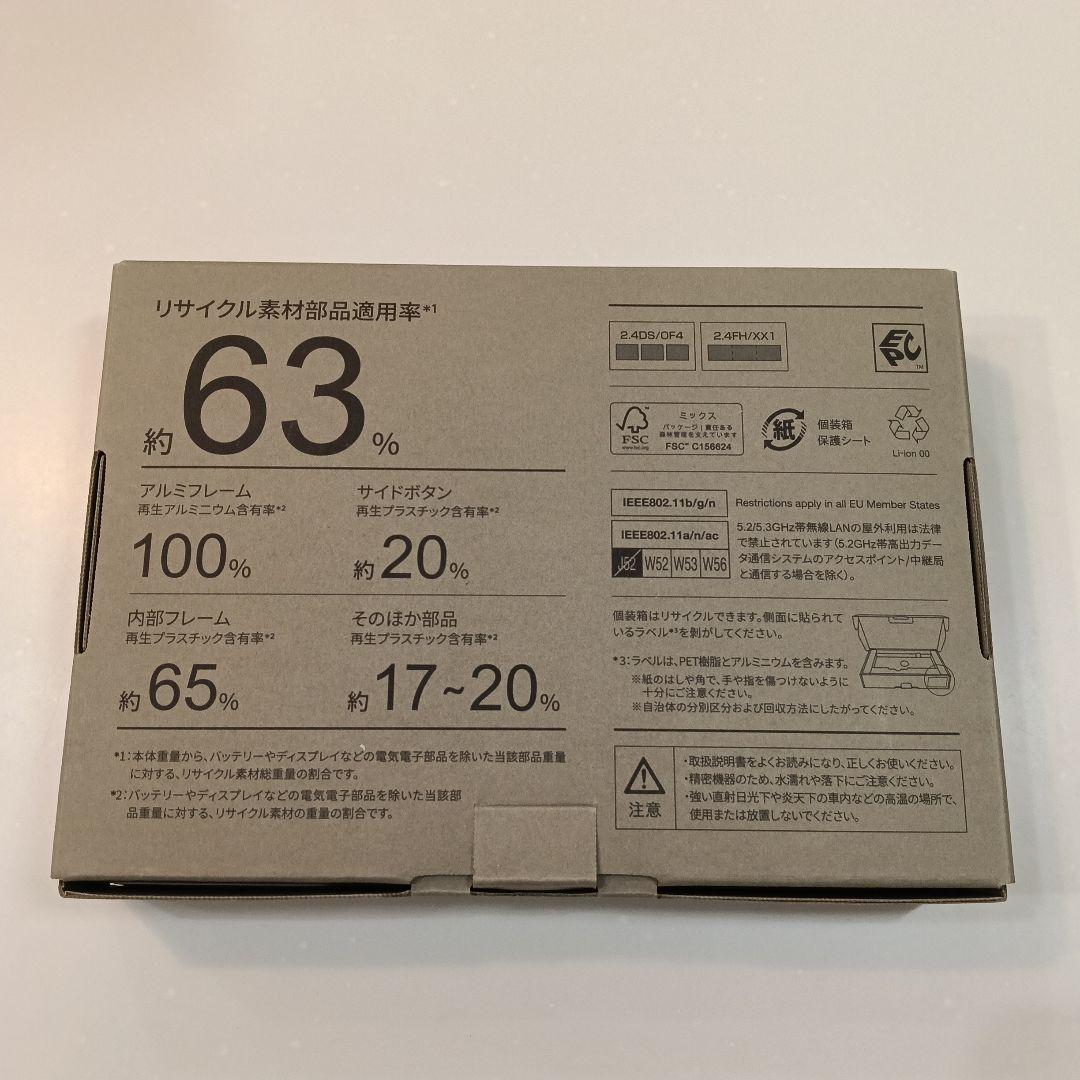 リサイクル素材部品適用率*1
約63%
アルミフレーム
再生アルミニウム含有率*2
100%
サイドボタン
再生プラスチック含有率*2
約20%
内部フレーム
再生プラスチック含有率*2
約65%
そのほか部品
再生プラスチック含有率*2
約17~20%
*1:本体重量から、バッテリーやディスプレイなどの電気電子部品を除いた当該部品重量
に対する、リサイクル素材総重量の割合です。
*2:バッテリーやディスプレイなどの電気電子部品を除いた当該部
品重量に対する、リサイクル素材の重量の割合です。
2.4DS/OF4
2.4FH/XX1
EPC
TM
FSC
www.fsc.org
ミックス
パッケージ|責任ある
森林管理を支えています
FSC™ C156624
紙
個装箱
保護シート
Li-ion 00
IEEE802.11b/g/n
Restrictions apply in all EU Member States
IEEE802.11a/n/ac
J52 W52 W53 W56
5.2/5.3GHz帯無線LANの屋外利用は法律
で禁止されています(5.2GHz帯高出力デー
タ通信システムのアクセスポイント/中継局
と通信する場合を除く)。
個装箱はリサイクルできます。側面に貼られて
いるラベル*3を剝がしてください。
*3:ラベルは、PET樹脂とアルミニウムを含みます。
※紙のはしや角で、手や指を傷つけないように
十分にご注意ください。
※自治体の分別区分および回収方法にしたがってください。
注意
・取扱説明書をよくお読みになり、正しくお使いください。
・精密機器のため、水濡れや落下にご注意ください。
・強い直射日光下や炎天下の車内などの高温の場所で、
使用または放置しないでください。